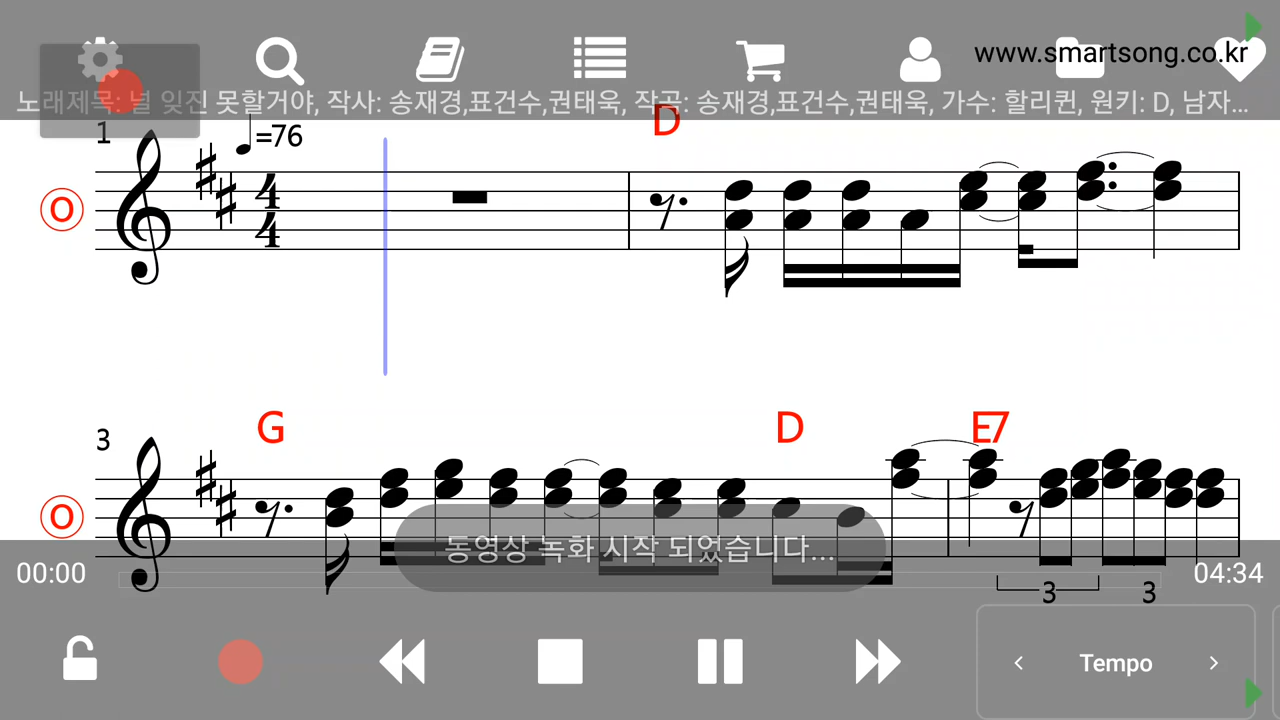 www.smartsong.co.kr
노래제목: 널 잊진 못할거야, 작사: 송재경,표건수,권태욱, 작곡: 송재경,표건수,권태욱, 가수: 할리퀸, 원키: D, 남자...
1 =76 D
O 4 4
3 G D E7
O
동영상 녹화 시작 되었습니다...
00:00 04:34
3 3
Tempo